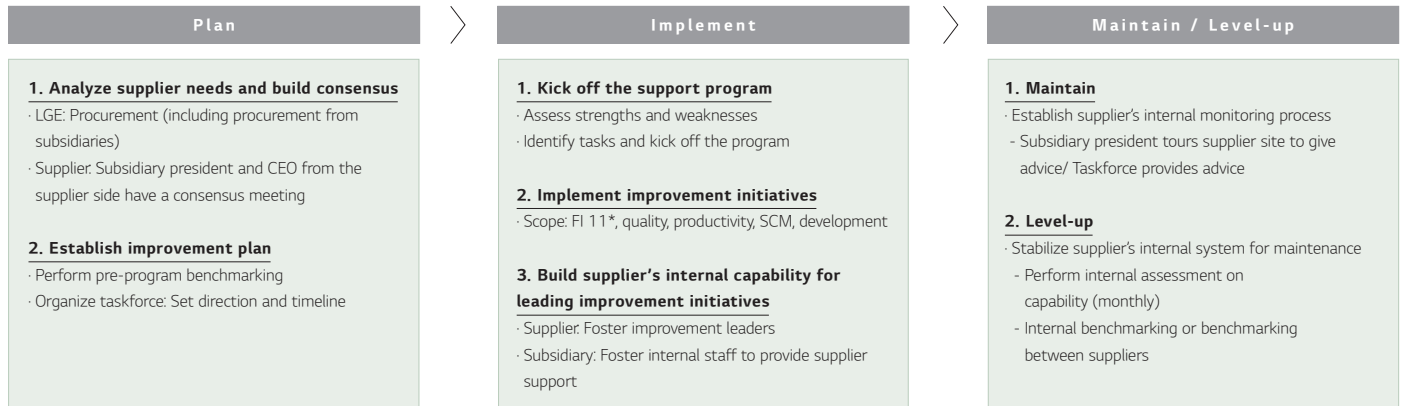 Plan
1. Analyze supplier needs and build consensus
· LGE: Procurement (including procurement from
subsidiaries)
· Supplier: Subsidiary president and CEO from the
supplier side have a consensus meeting
2. Establish improvement plan
· Perform pre-program benchmarking
· Organize taskforce: Set direction and timeline
Implement
1. Kick off the support program
· Assess strengths and weaknesses
· Identify tasks and kick off the program
2. Implement improvement initiatives
· Scope: FI 11*, quality, productivity, SCM, development
3. Build supplier's internal capability for
leading improvement initiatives
· Supplier: Foster improvement leaders
· Subsidiary: Foster internal staff to provide supplier
support
Maintain / Level-up
1. Maintain
· Establish supplier's internal monitoring process
- Subsidiary president tours supplier site to give
advice/ Taskforce provides advice
2. Level-up
· Stabilize supplier's internal system for maintenance
- Perform internal assessment on
capability (monthly)
- Internal benchmarking or benchmarking
between suppliers